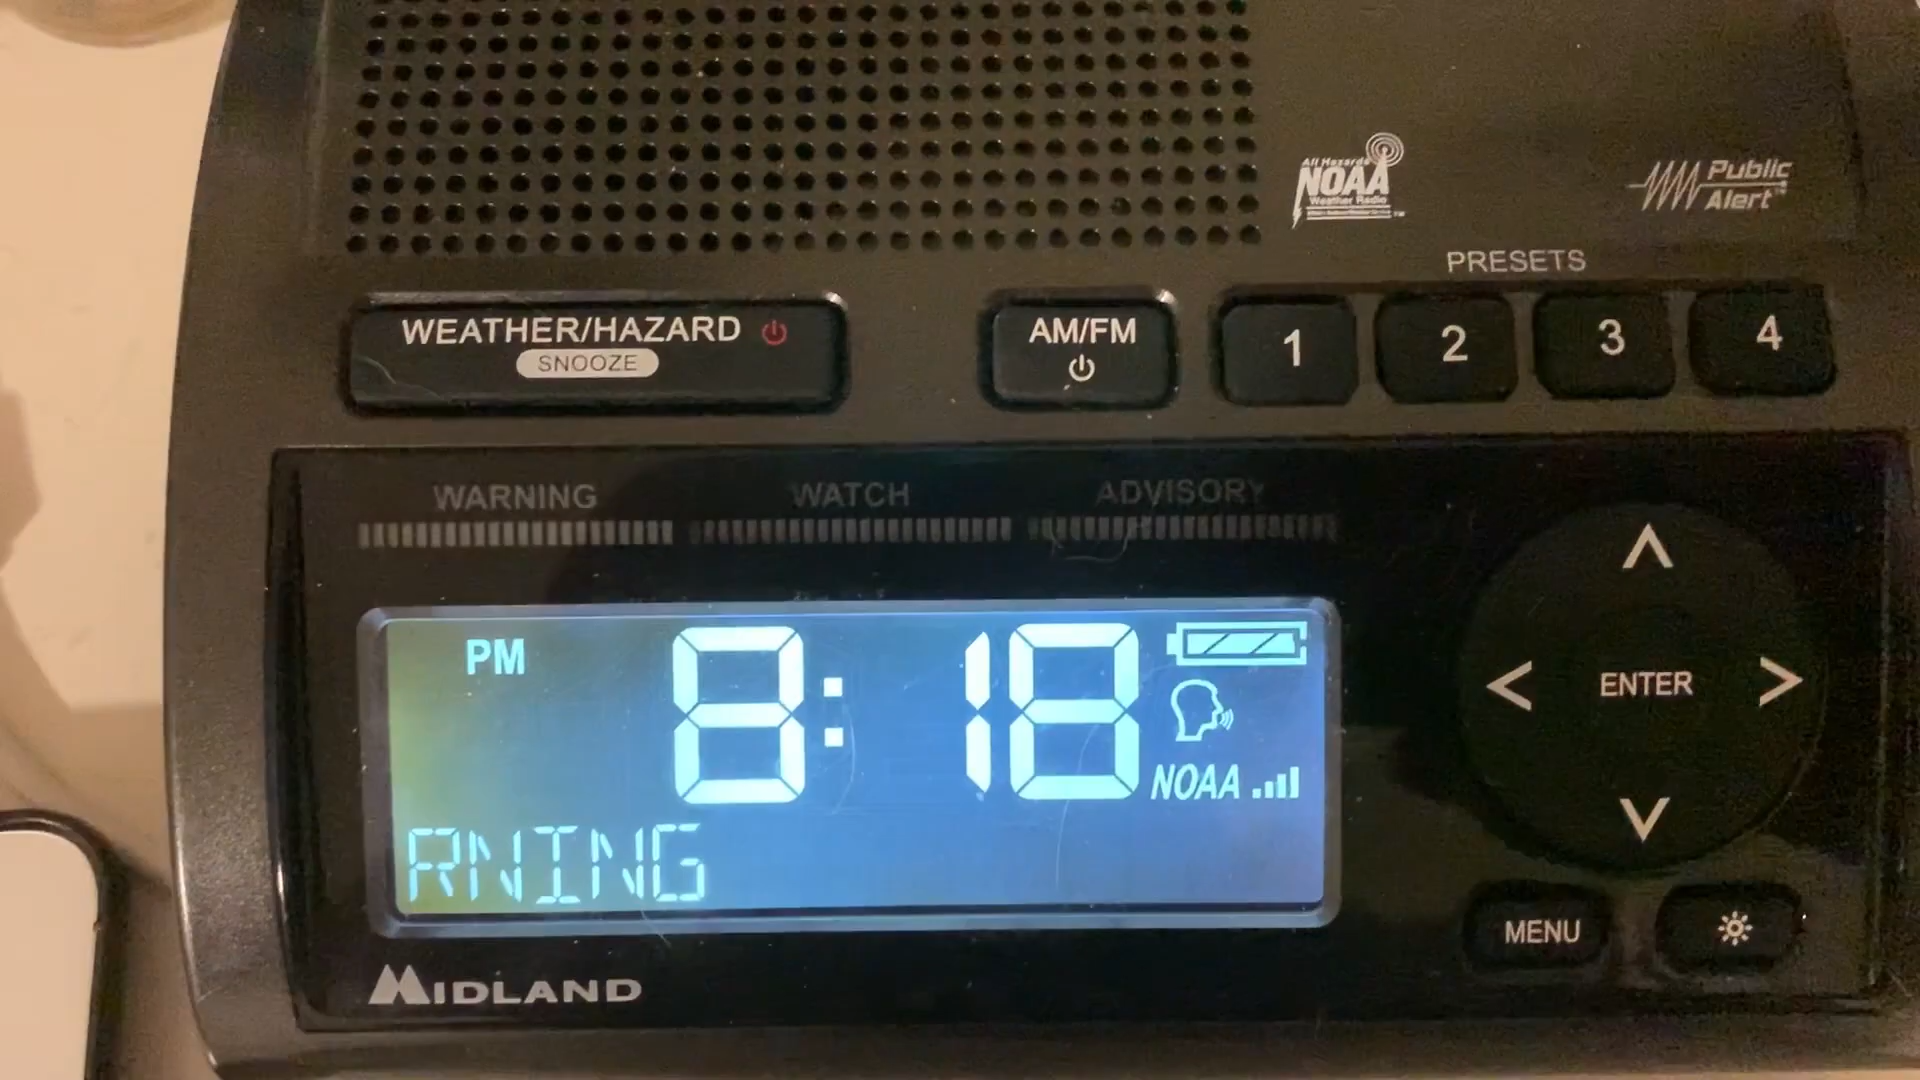 All Hazards
NOAA
Weather Radio
Public
Alert™
PRESETS
WEATHER/HAZARD
SNOOZE
AM/FM
1 2 3 4
WARNING WATCH ADVISORY
PM 8:18
NOAA
RNING
ENTER
MENU
MIDLAND